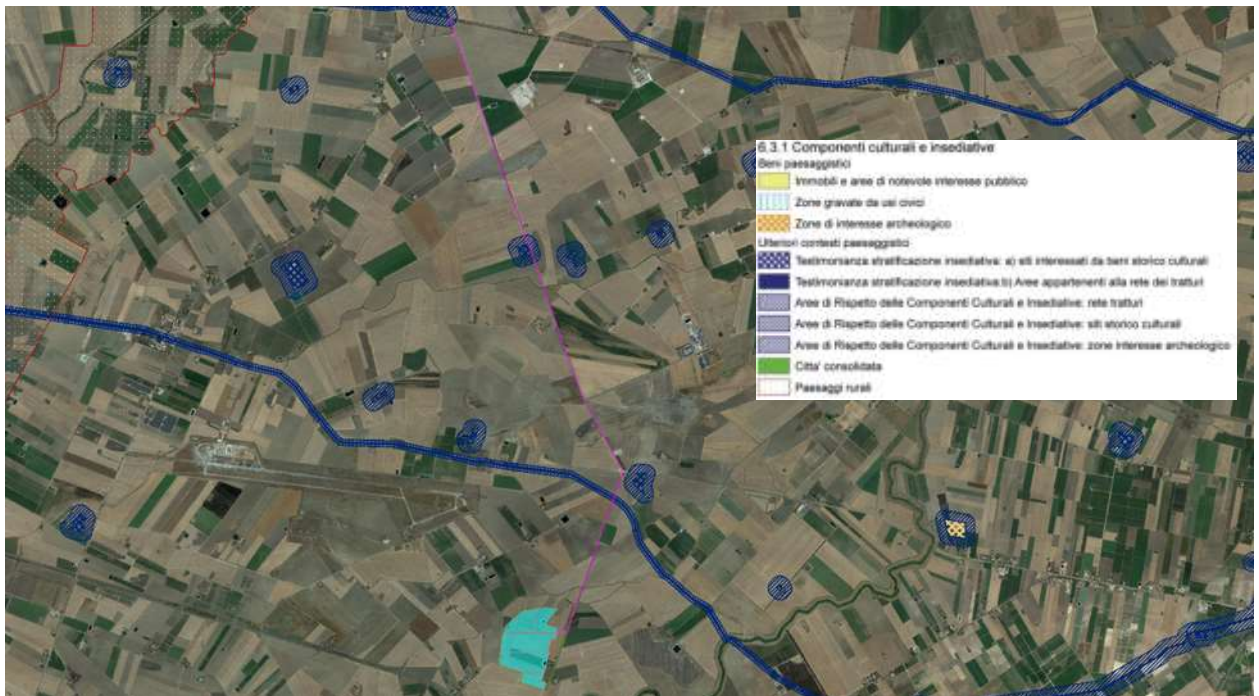 6.3.1 Componenti culturali e insediative
Beni paesaggistici
Immobili e aree di notevole interesse pubblico
Zone gravate da usi civici
Zone di interesse archeologico
Ulteriori contesti paesaggistici
Testimonianza stratificazione insediativa: a) siti interessati da beni storico culturali
Testimonianza stratificazione insediativa:b) Aree appartenenti alla rete dei tratturi
Aree di Rispetto delle Componenti Culturali e Insediative: rete tratturi
Aree di Rispetto delle Componenti Culturali e Insediative: siti storico culturali
Aree di Rispetto delle Componenti Culturali e Insediative: zone interesse archeologico
Citta' consolidata
Paesaggi rurali